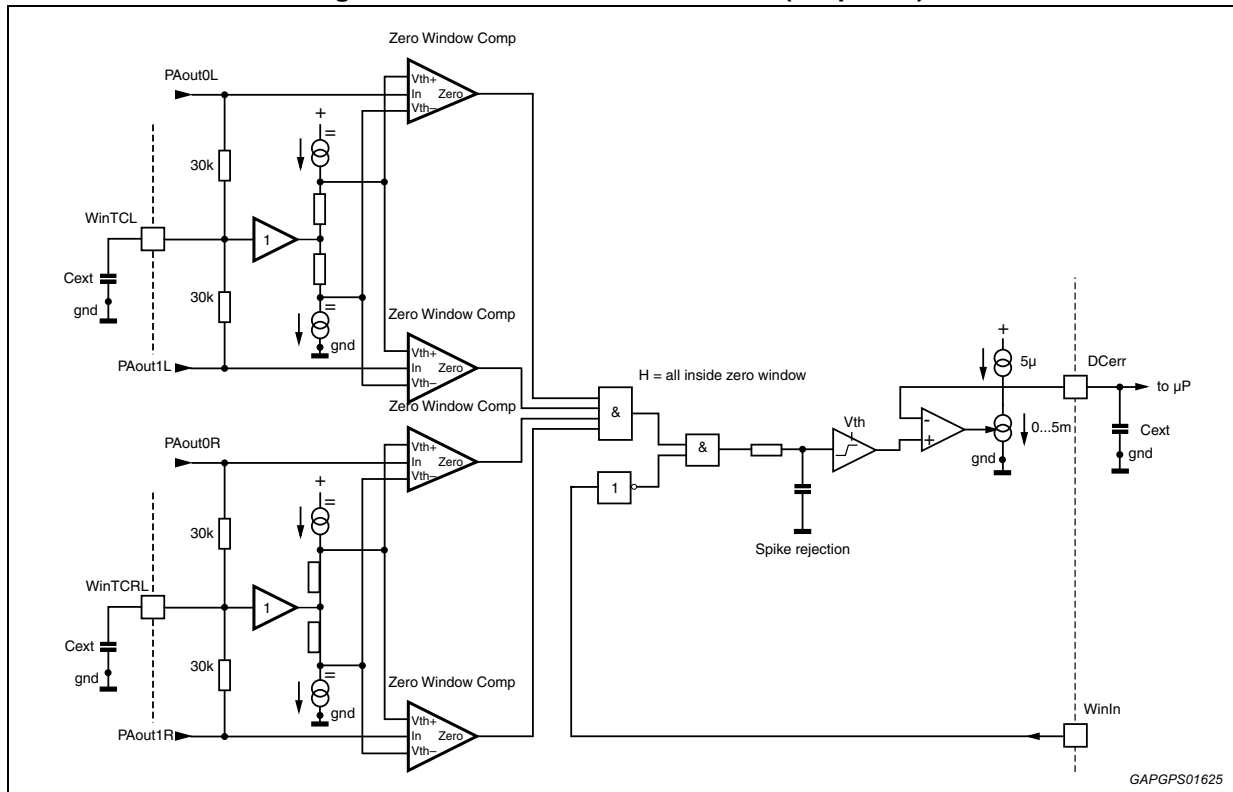 Zero Window Comp
PAout0L
Vth+
In Zero
Vth–
+
=
30k
WinTCL
1
Cext
gnd
30k
=
gnd
Zero Window Comp
PAout1L
Vth+
In Zero
Vth–
Zero Window Comp
PAout0R
Vth+
In Zero
Vth–
+
=
30k
WinTCRL
1
Cext
gnd
30k
=
gnd
Zero Window Comp
PAout1R
Vth+
In Zero
Vth–
H = all inside zero window
&
&
1
Vth
Spike rejection
-
+
+
5µ
0...5m
gnd
DCerr
to µP
Cext
gnd
WinIn
GAPGPS01625